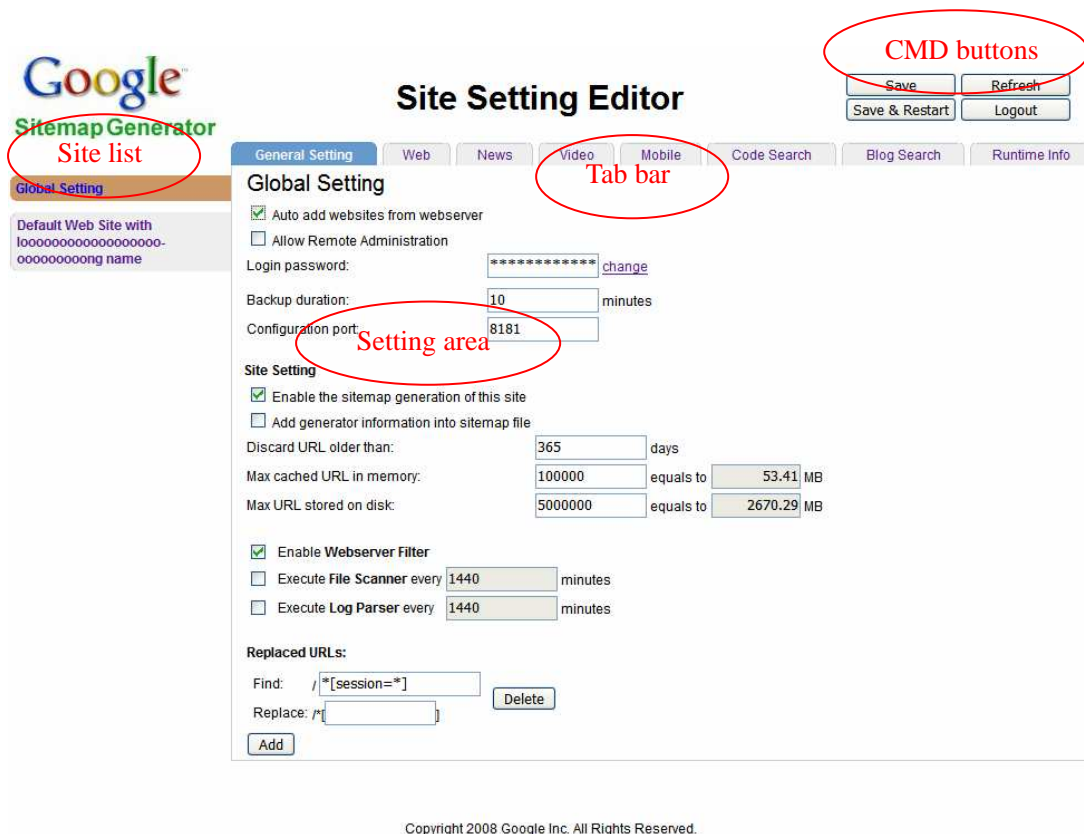 CMD buttons
Google™
Sitemap Generator
Site Setting Editor
Save Refresh
Save & Restart Logout
Site list
General Setting Web News Video Mobile Code Search Blog Search Runtime Info
Tab bar
Global Setting
Default Web Site with
looooooooooooooooooo-
ooooooooong name
Global Setting
Auto add websites from webserver
Allow Remote Administration
Login password: ************ change
Backup duration: 10 minutes
Configuration port: 8181
Setting area
Site Setting
Enable the sitemap generation of this site
Add generator information into sitemap file
Discard URL older than: 365 days
Max cached URL in memory: 100000 equals to 53.41 MB
Max URL stored on disk: 5000000 equals to 2670.29 MB
Enable Webserver Filter
Execute File Scanner every 1440 minutes
Execute Log Parser every 1440 minutes
Replaced URLs:
Find: / *[session=*]
Replace: /*[ ]
Delete
Add
Copyright 2008 Google Inc. All Rights Reserved.